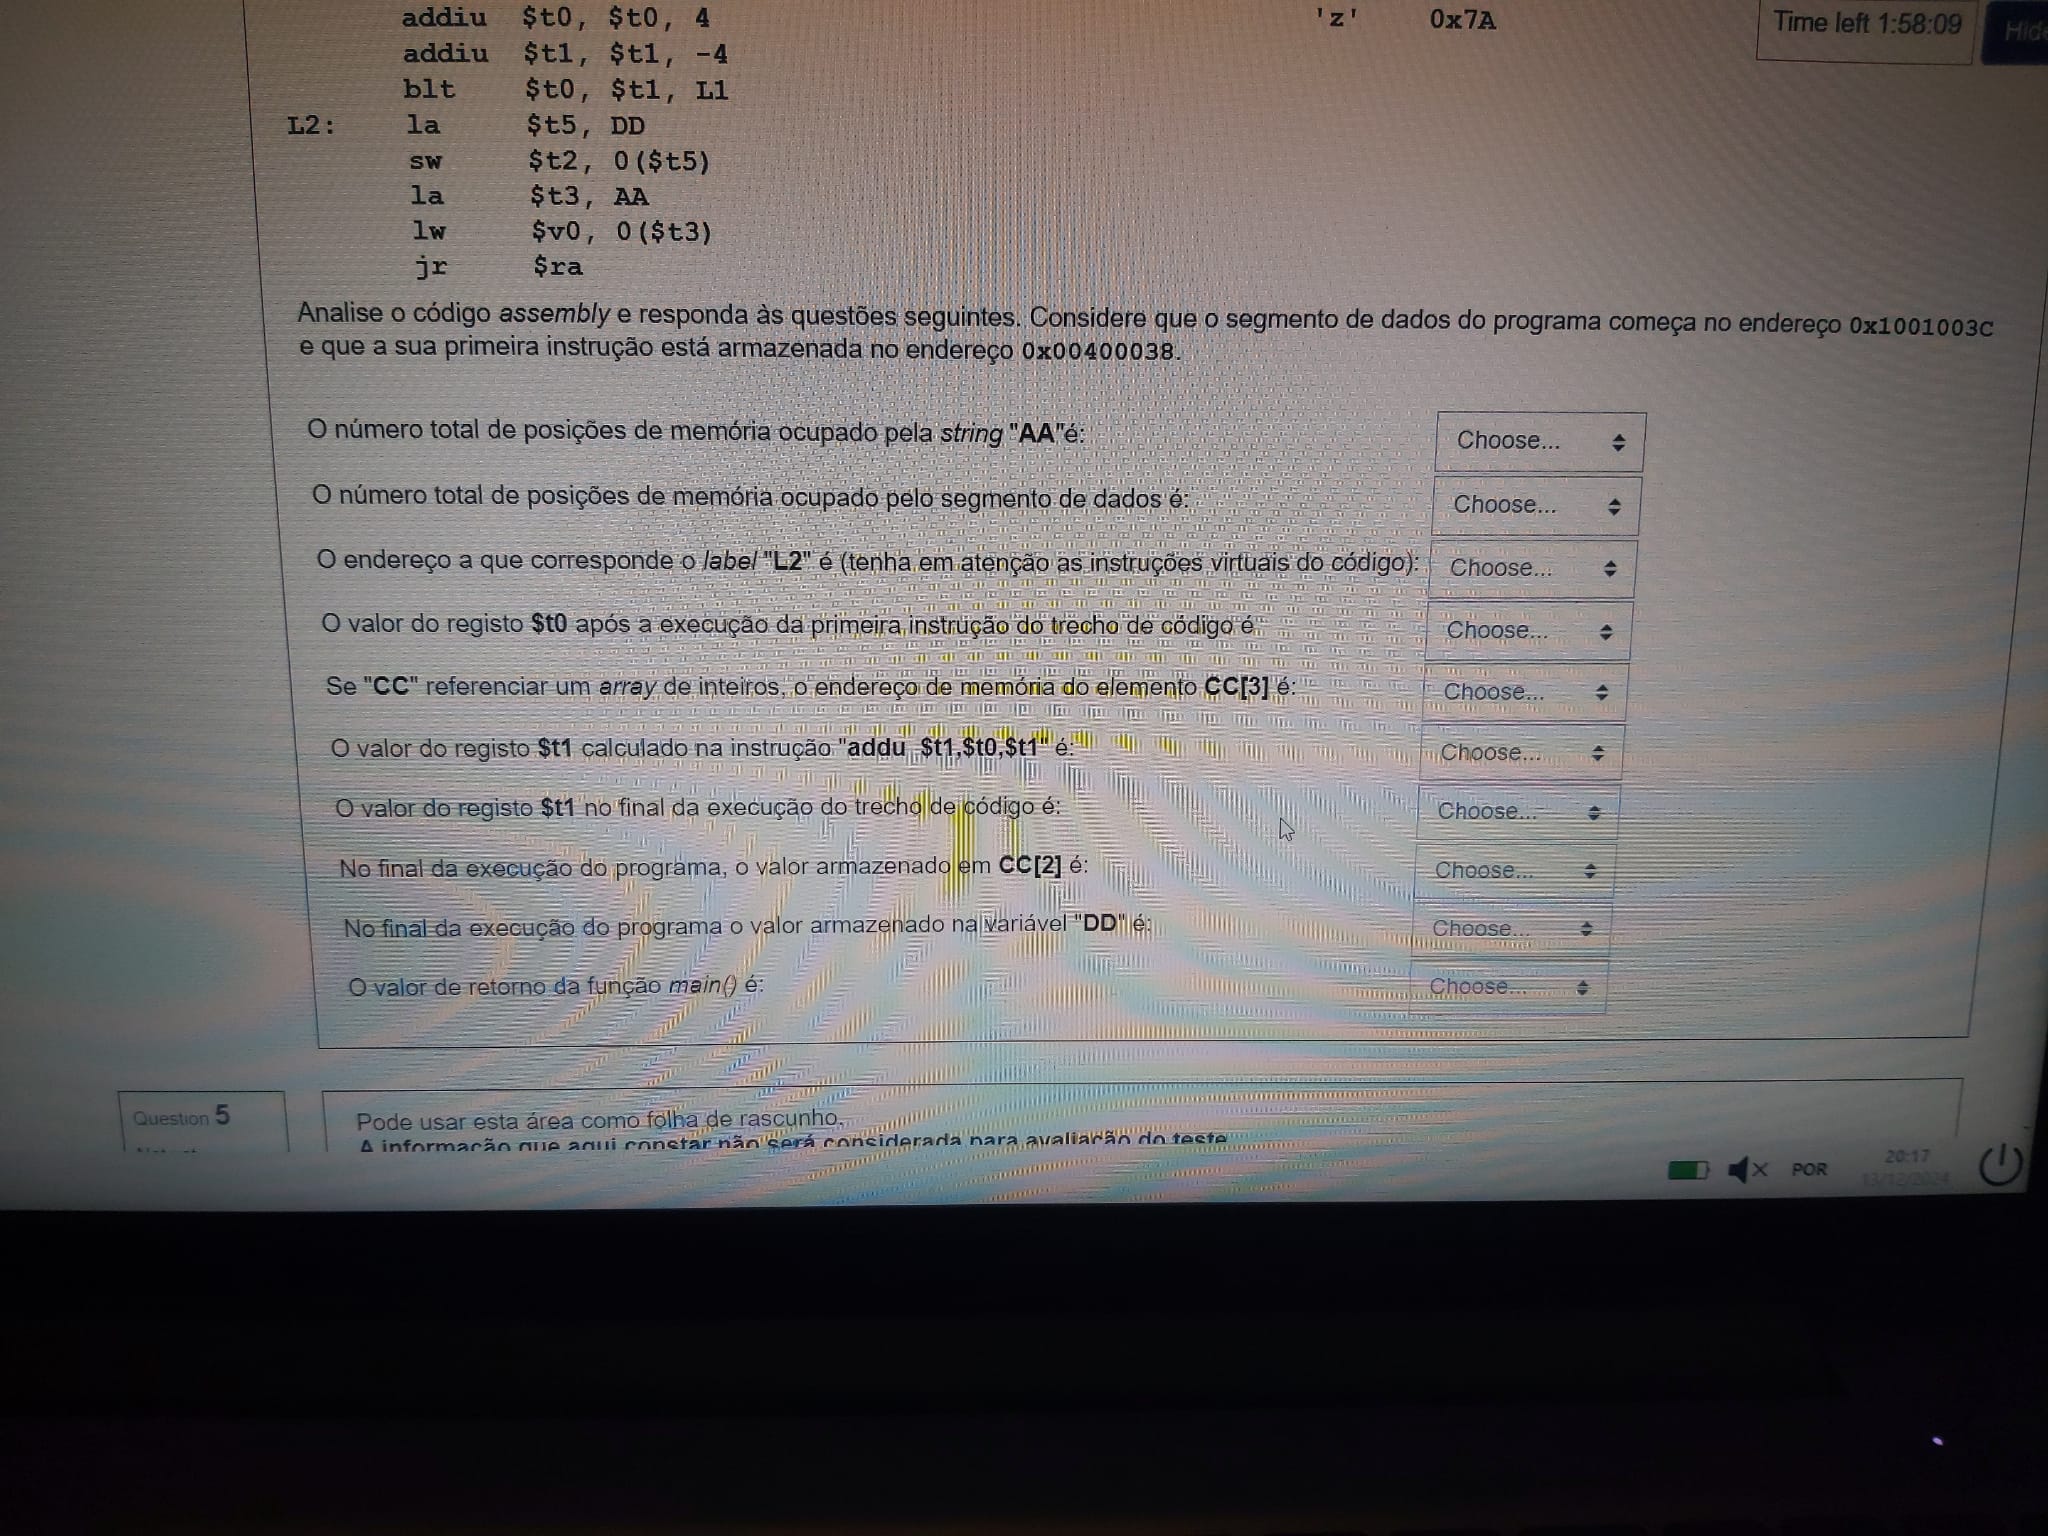 addiu $t0, $t0, 4 'z' 0x7A
Time left 1:58:09
addiu $t1, $t1, -4
blt $t0, $t1, L1
L2: la $t5, DD
sw $t2, 0($t5)
la $t3, AA
lw $v0, 0($t3)
jr $ra
Analise o código assembly e responda às questões seguintes. Considere que o segmento de dados do programa começa no endereço 0x1001003C
e que a sua primeira instrução está armazenada no endereço 0x00400038.
O número total de posições de memória ocupado pela string "AA"é: Choose...
O número total de posições de memória ocupado pelo segmento de dados é: Choose...
O endereço a que corresponde o label "L2" é (tenha em atenção as instruções virtuais do código): Choose...
O valor do registo $t0 após a execução da primeira instrução do trecho de código é Choose...
Se "CC" referenciar um array de inteiros, o endereço de memória do elemento CC[3] é: Choose...
O valor do registo $t1 calculado na instrução "addu $t1,$t0,$t1" é: Choose...
O valor do registo $t1 no final da execução do trecho de código é: Choose...
No final da execução do programa, o valor armazenado em CC[2] é: Choose...
No final da execução do programa o valor armazenado na variável "DD" é: Choose...
O valor de retorno da função main() é: Choose...
Question 5
Pode usar esta área como folha de rascunho.
A informação que aqui constar não será considerada para avaliação do teste
POR
20:17
13/12/2024